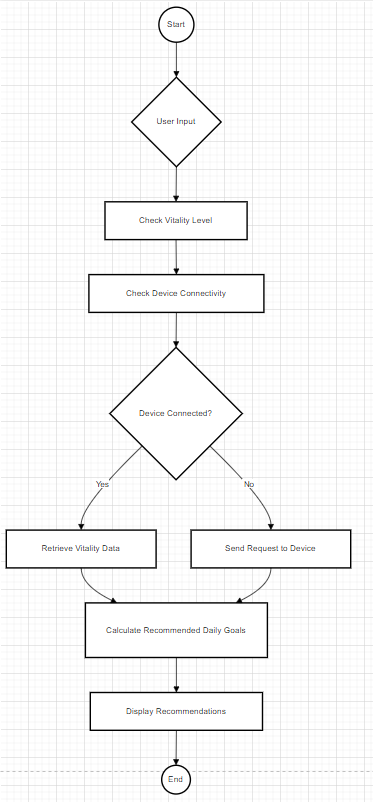 Start
User Input
Check Vitality Level
Check Device Connectivity
Device Connected?
Yes
No
Retrieve Vitality Data
Send Request to Device
Calculate Recommended Daily Goals
Display Recommendations
End